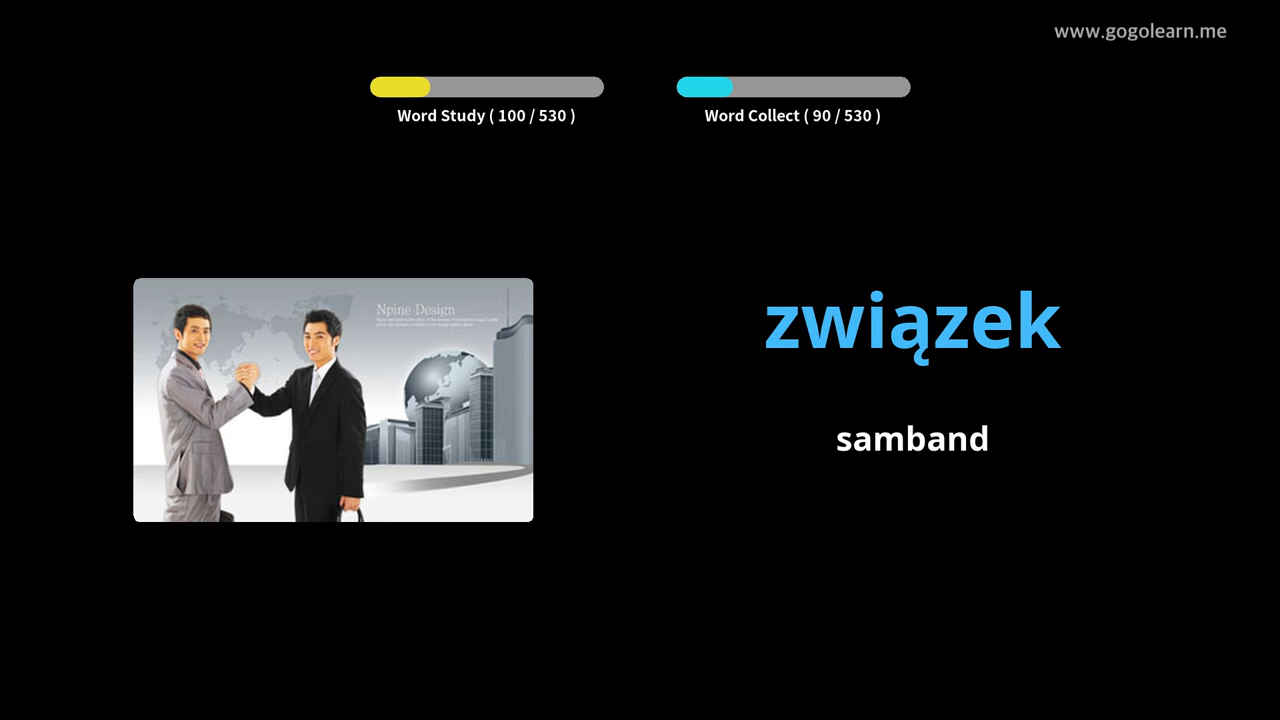 www.gogolearn.me
Word Study ( 100 / 530 )
Word Collect ( 90 / 530 )
Npine Design
związek
samband